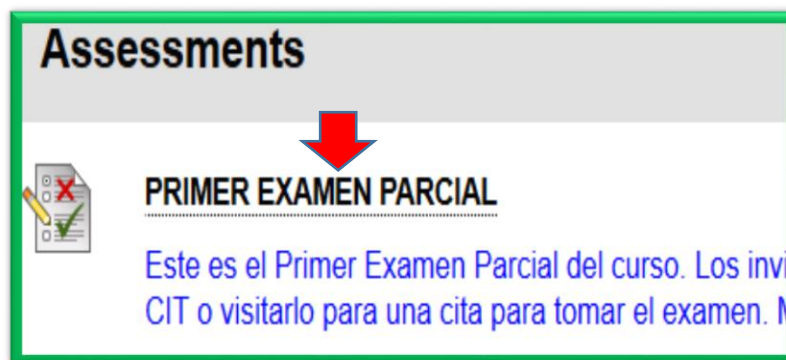 Assessments
PRIMER EXAMEN PARCIAL
Este es el Primer Examen Parcial del curso. Los invi
CIT o visitarlo para una cita para tomar el examen.